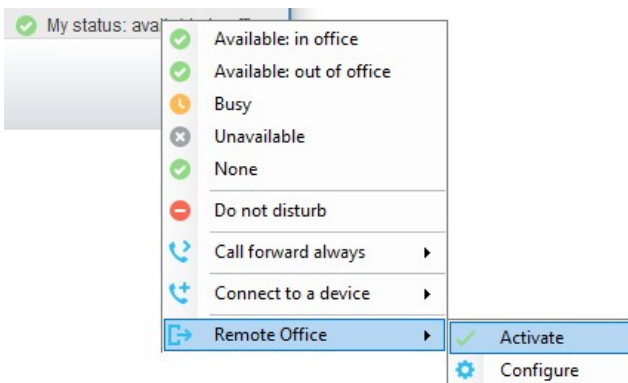 My status: ava
Available: in office
Available: out of office
Busy
Unavailable
None
Do not disturb
Call forward always
Connect to a device
Remote Office
Activate
Configure